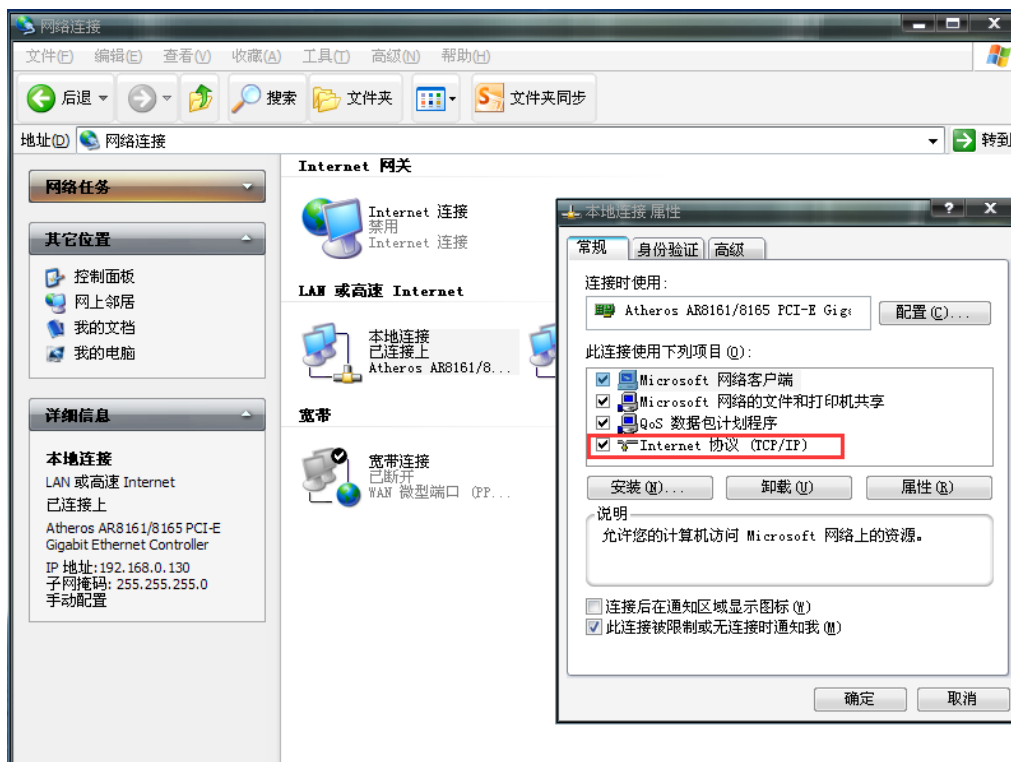 网络连接
文件(F) 编辑(E) 查看(V) 收藏(A) 工具(T) 高级(N) 帮助(H)
后退 搜索 文件夹 文件夹同步
地址(D) 网络连接 转到
网络任务
其它位置
控制面板
网上邻居
我的文档
我的电脑
详细信息
本地连接
LAN 或高速 Internet
已连接上
Atheros AR8161/8165 PCI-E
Gigabit Ethernet Controller
IP 地址:192.168.0.130
子网掩码: 255.255.255.0
手动配置
Internet 网关
Internet 连接
禁用
Internet 连接
LAN 或高速 Internet
本地连接
已连接上
Atheros AR8161/8...
宽带
宽带连接
已断开
WAN 微型端口 (PP...
本地连接 属性
常规 身份验证 高级
连接时使用:
Atheros AR8161/8165 PCI-E Giga
配置(C)...
此连接使用下列项目(O):
Microsoft 网络客户端
Microsoft 网络的文件和打印机共享
QoS 数据包计划程序
Internet 协议 (TCP/IP)
安装(N)... 卸载(U) 属性(R)
说明
允许您的计算机访问 Microsoft 网络上的资源。
连接后在通知区域显示图标(W)
此连接被限制或无连接时通知我(M)
确定 取消